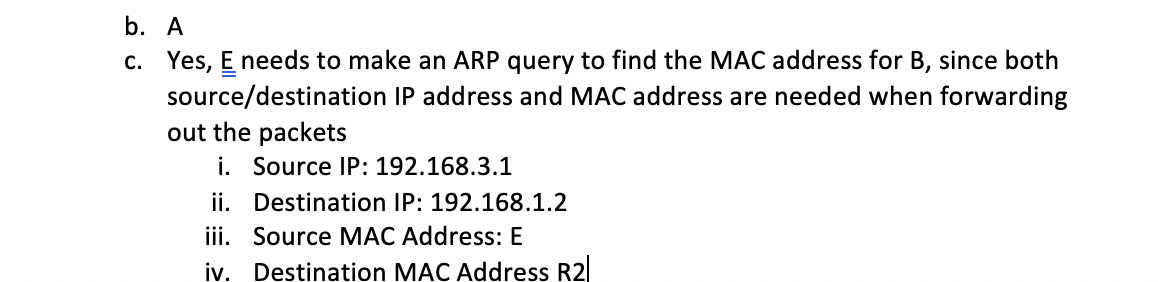 b. A
c. Yes, E needs to make an ARP query to find the MAC address for B, since both
source/destination IP address and MAC address are needed when forwarding
out the packets
i. Source IP: 192.168.3.1
ii. Destination IP: 192.168.1.2
iii. Source MAC Address: E
iv. Destination MAC Address R2